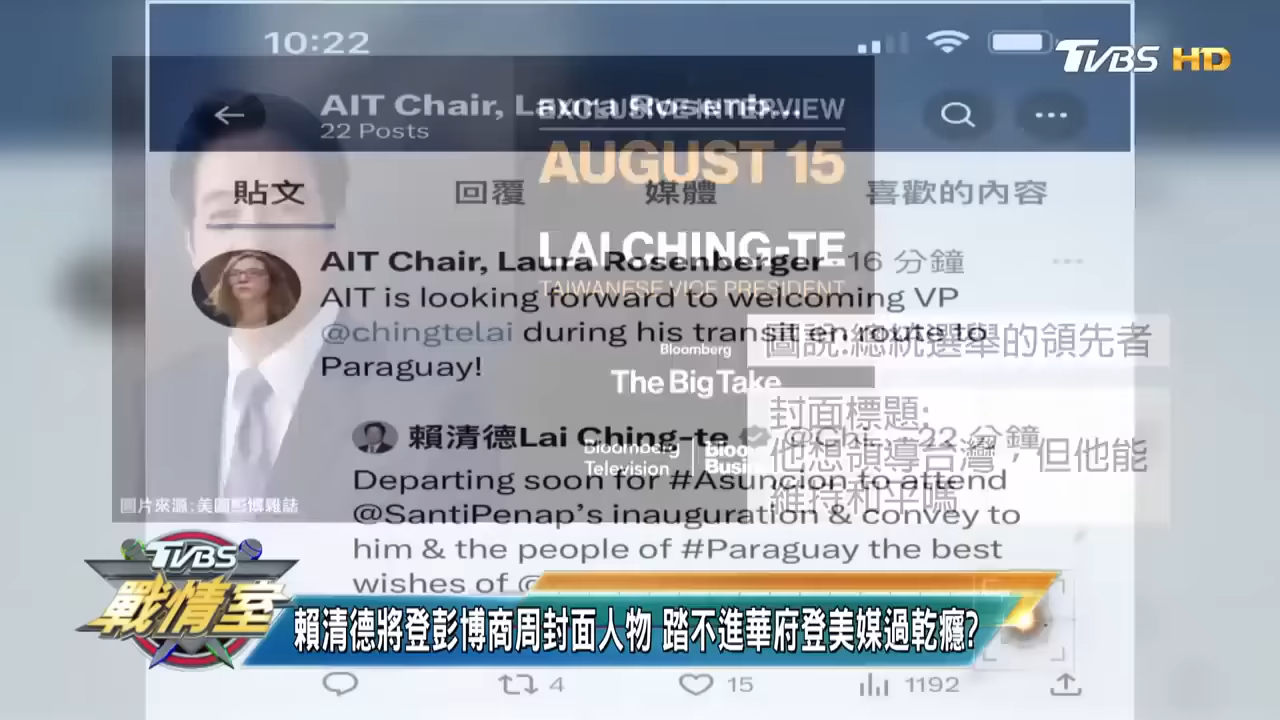 10:22
TVBS HD
AIT Chair, Laura Rosenb...
22 Posts
EXCLUSIVE INTERVIEW
AUGUST 15
貼文
回覆
媒體
喜歡的內容
LAI CHING-TE
TAIWANESE VICE PRESIDENT
AIT Chair, Laura Rosenberger
16 分鐘
AIT is looking forward to welcoming VP
@chingtelai during his transit en route to
Paraguay!
Bloomberg
The Big Take
圖說:總統選舉的領先者
封面標題:
他想領導台灣，但他能
維持和平嗎
賴清德Lai Ching-te
22 分鐘
Bloomberg
Television
Departing soon for #Asuncion to attend
@SantiPenap's inauguration & convey to
him & the people of #Paraguay the best
wishes of @
圖片來源:美國彭博雜誌
TVBS
戰情室
賴清德將登彭博商周封面人物 踏不進華府登美媒過乾癮?
4
15
1192